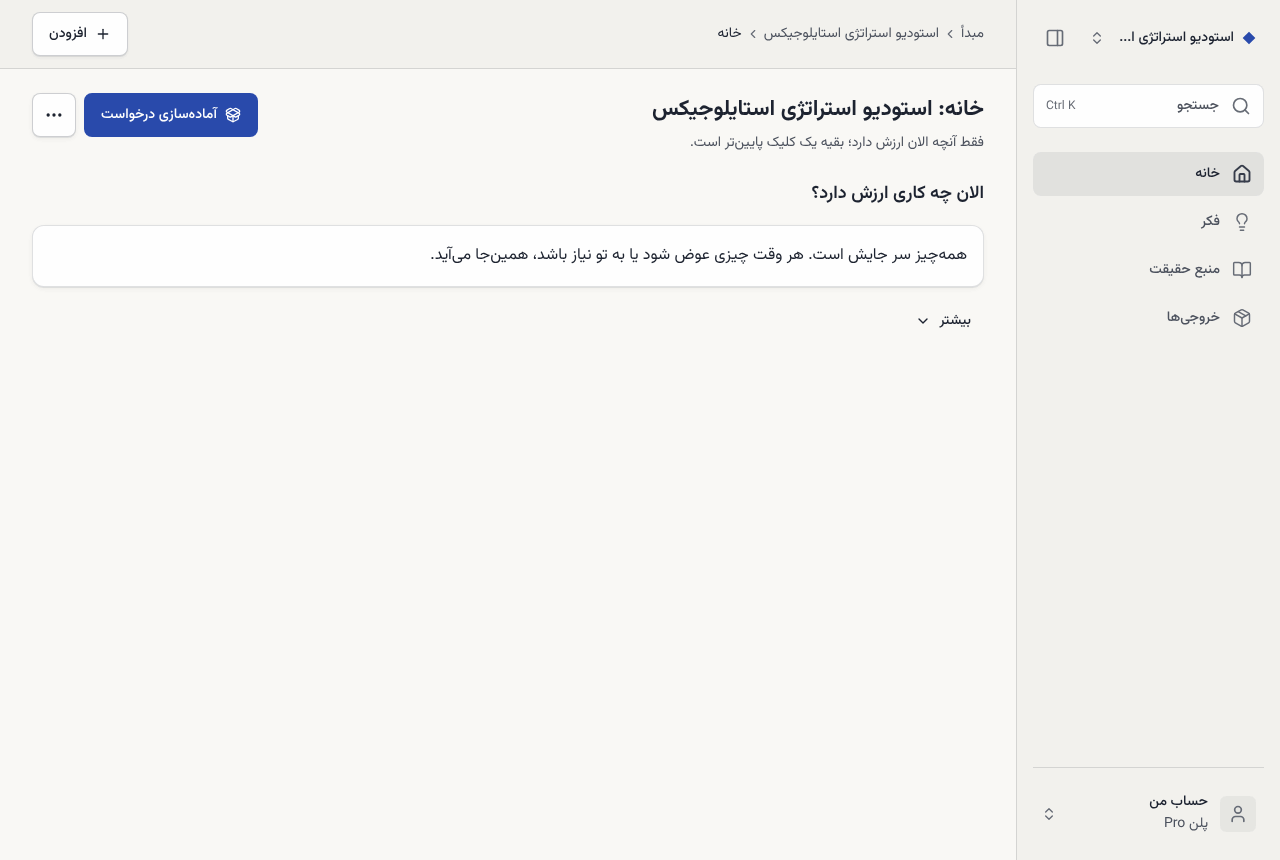 استودیو استراتژی ا...
جستجو
Ctrl K
خانه
فکر
منبع حقیقت
خروجی‌ها
حساب من
پلن Pro
مبدأ › استودیو استراتژی استایلوجیکس › خانه
افزودن
خانه: استودیو استراتژی استایلوجیکس
فقط آنچه الان ارزش دارد؛ بقیه یک کلیک پایین‌تر است.
آماده‌سازی درخواست
الان چه کاری ارزش دارد؟
همه‌چیز سر جایش است. هر وقت چیزی عوض شود یا به تو نیاز باشد، همین‌جا می‌آید.
بیشتر